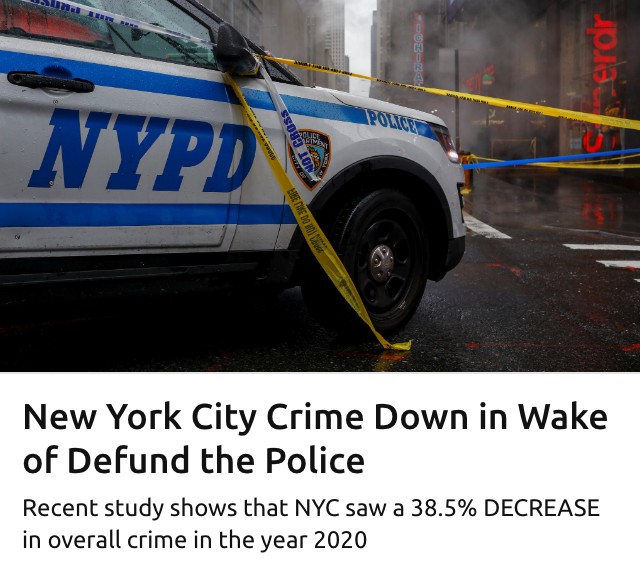 NYPD
POLICE
POLICE
New York City Crime Down in Wake
of Defund the Police
Recent study shows that NYC saw a 38.5% DECREASE
in overall crime in the year 2020